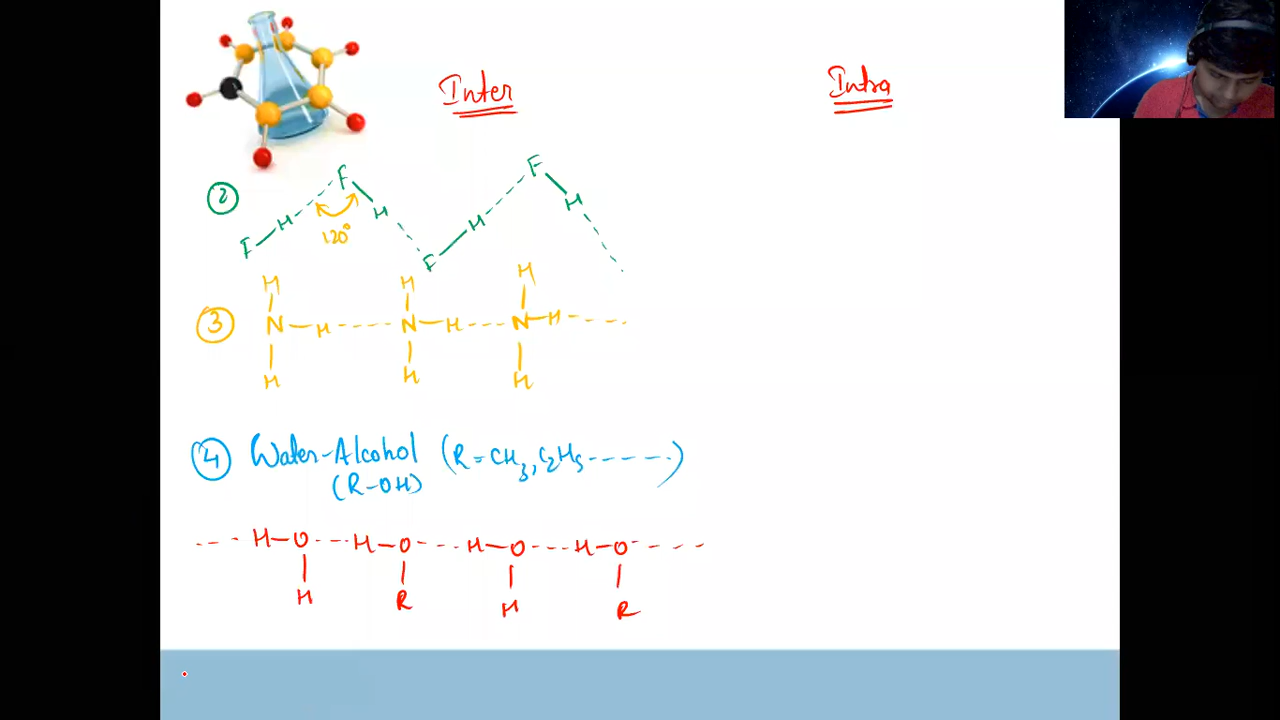 Inter
Intra
2
F
F
H
H
H
H
120°
F
F
H
H
H
3
N-H----N-H---N-H----
H
H
H
4 Water-Alcohol (R=CH3,C2H5------)
(R-OH)
---H-O---H-O----H-O----H-O----
H
R
H
R